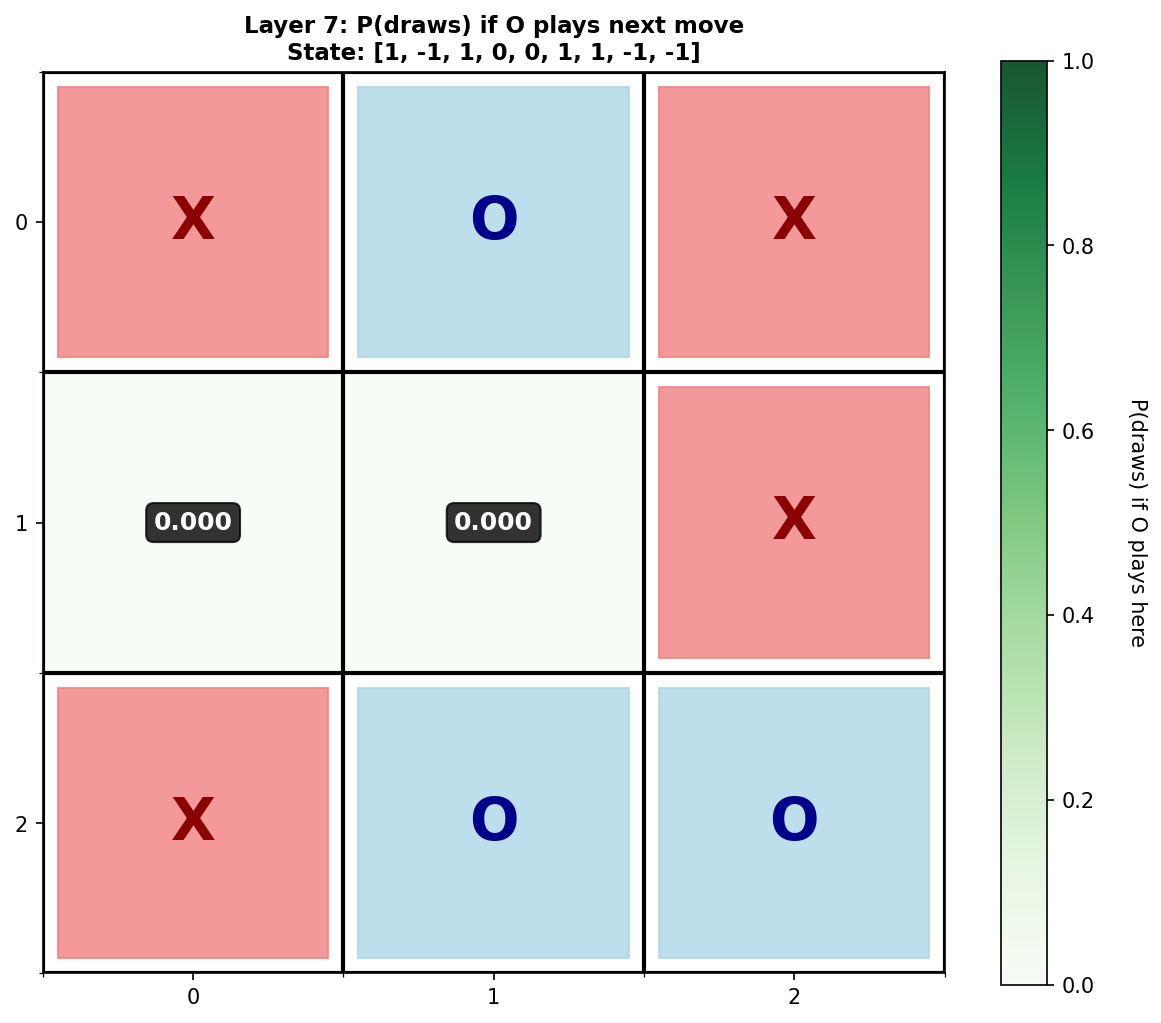 Layer 7: P(draws) if O plays next move
State: [1, -1, 1, 0, 0, 1, 1, -1, -1]
X
O
X
0
0.000
0.000
X
1
X
O
O
2
0
1
2
1.0
0.8
0.6
0.4
0.2
0.0
P(draws) if O plays here